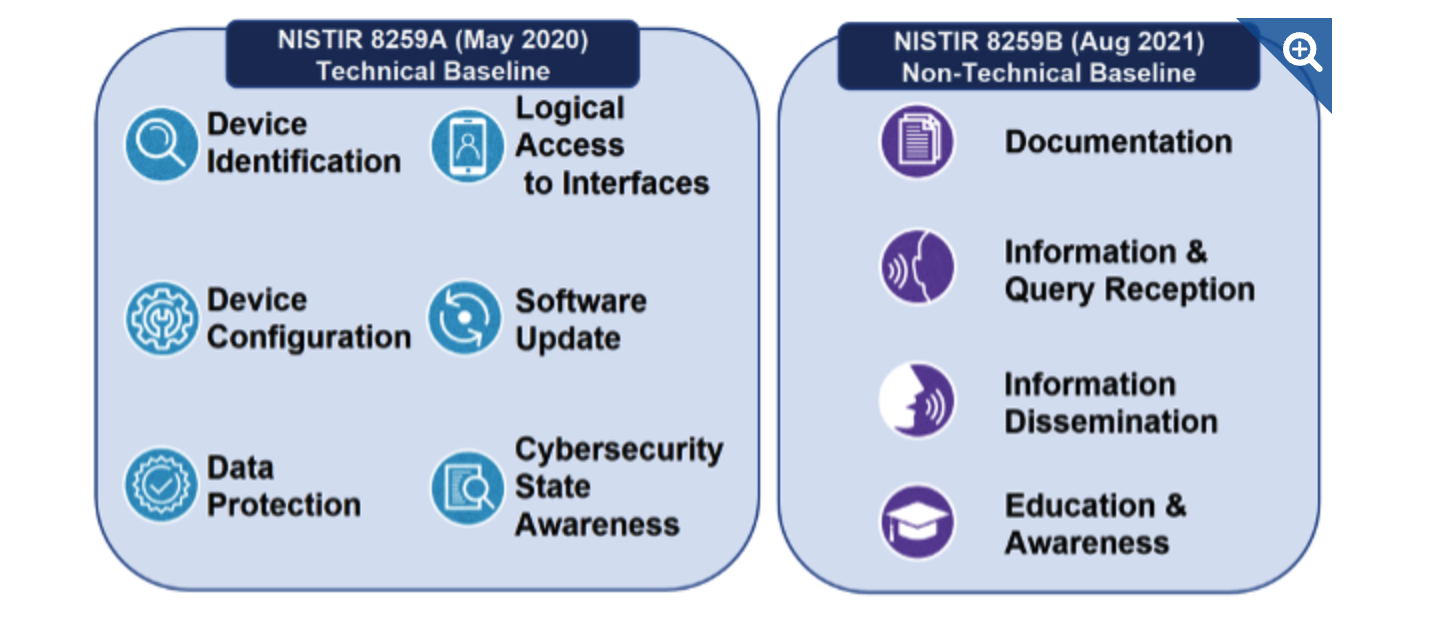 NISTIR 8259A (May 2020)
Technical Baseline
Device
Identification
Logical
Access
to Interfaces
Device
Configuration
Software
Update
Data
Protection
Cybersecurity
State
Awareness
NISTIR 8259B (Aug 2021)
Non-Technical Baseline
Documentation
Information &
Query Reception
Information
Dissemination
Education &
Awareness